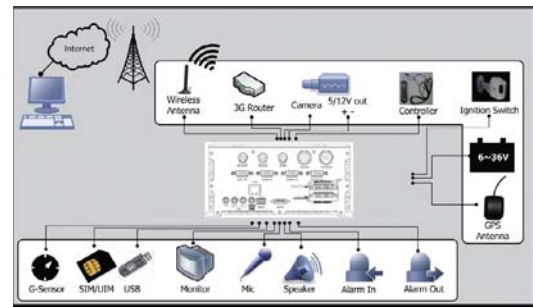 Internet
Wireless
Antenna
3G Router
Camera
5/12V out
+ -
Controller
Ignition Switch
6~36V
GPS
Antenna
G-Sensor
SIM/UIM
USB
Monitor
Mic
Speaker
Alarm In
Alarm Out